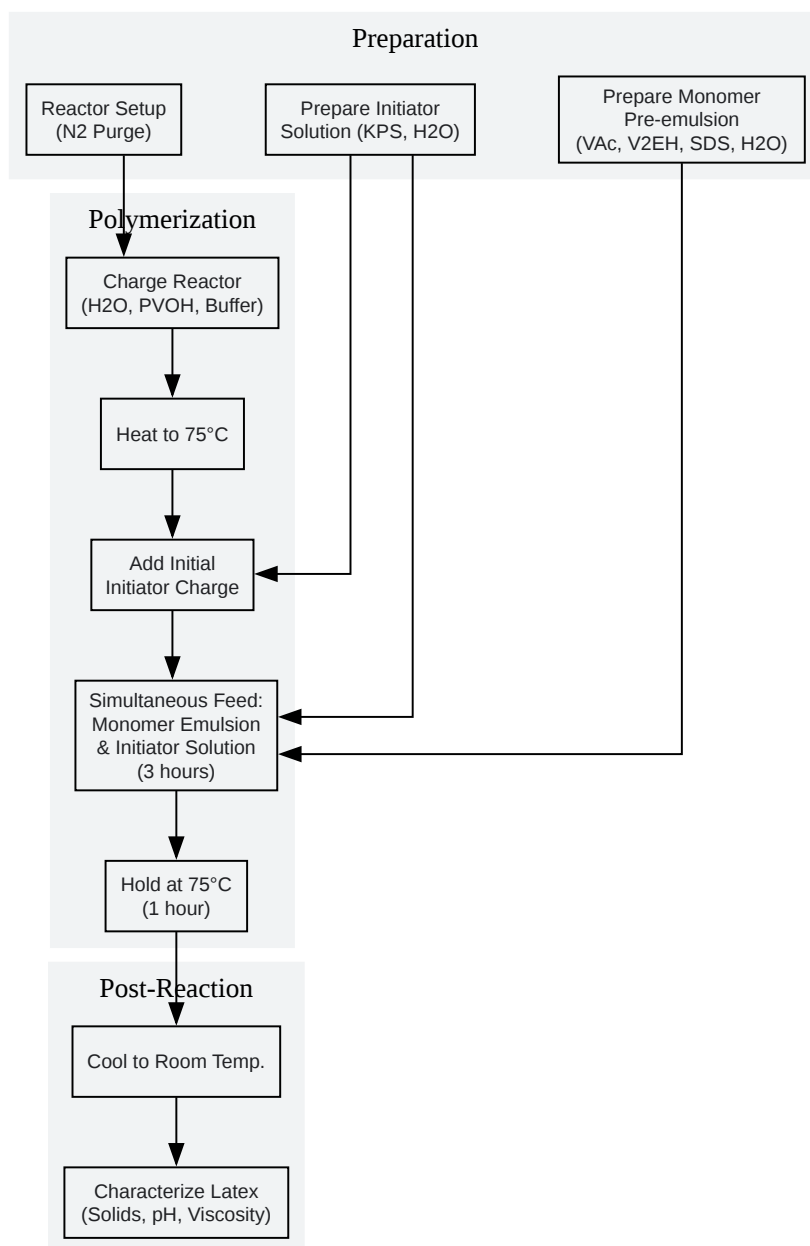 Preparation
Reactor Setup
(N2 Purge)
Prepare Initiator
Solution (KPS, H2O)
Prepare Monomer
Pre-emulsion
(VAc, V2EH, SDS, H2O)
Polymerization
Charge Reactor
(H2O, PVOH, Buffer)
Heat to 75°C
Add Initial
Initiator Charge
Simultaneous Feed:
Monomer Emulsion
& Initiator Solution
(3 hours)
Hold at 75°C
(1 hour)
Post-Reaction
Cool to Room Temp.
Characterize Latex
(Solids, pH, Viscosity)